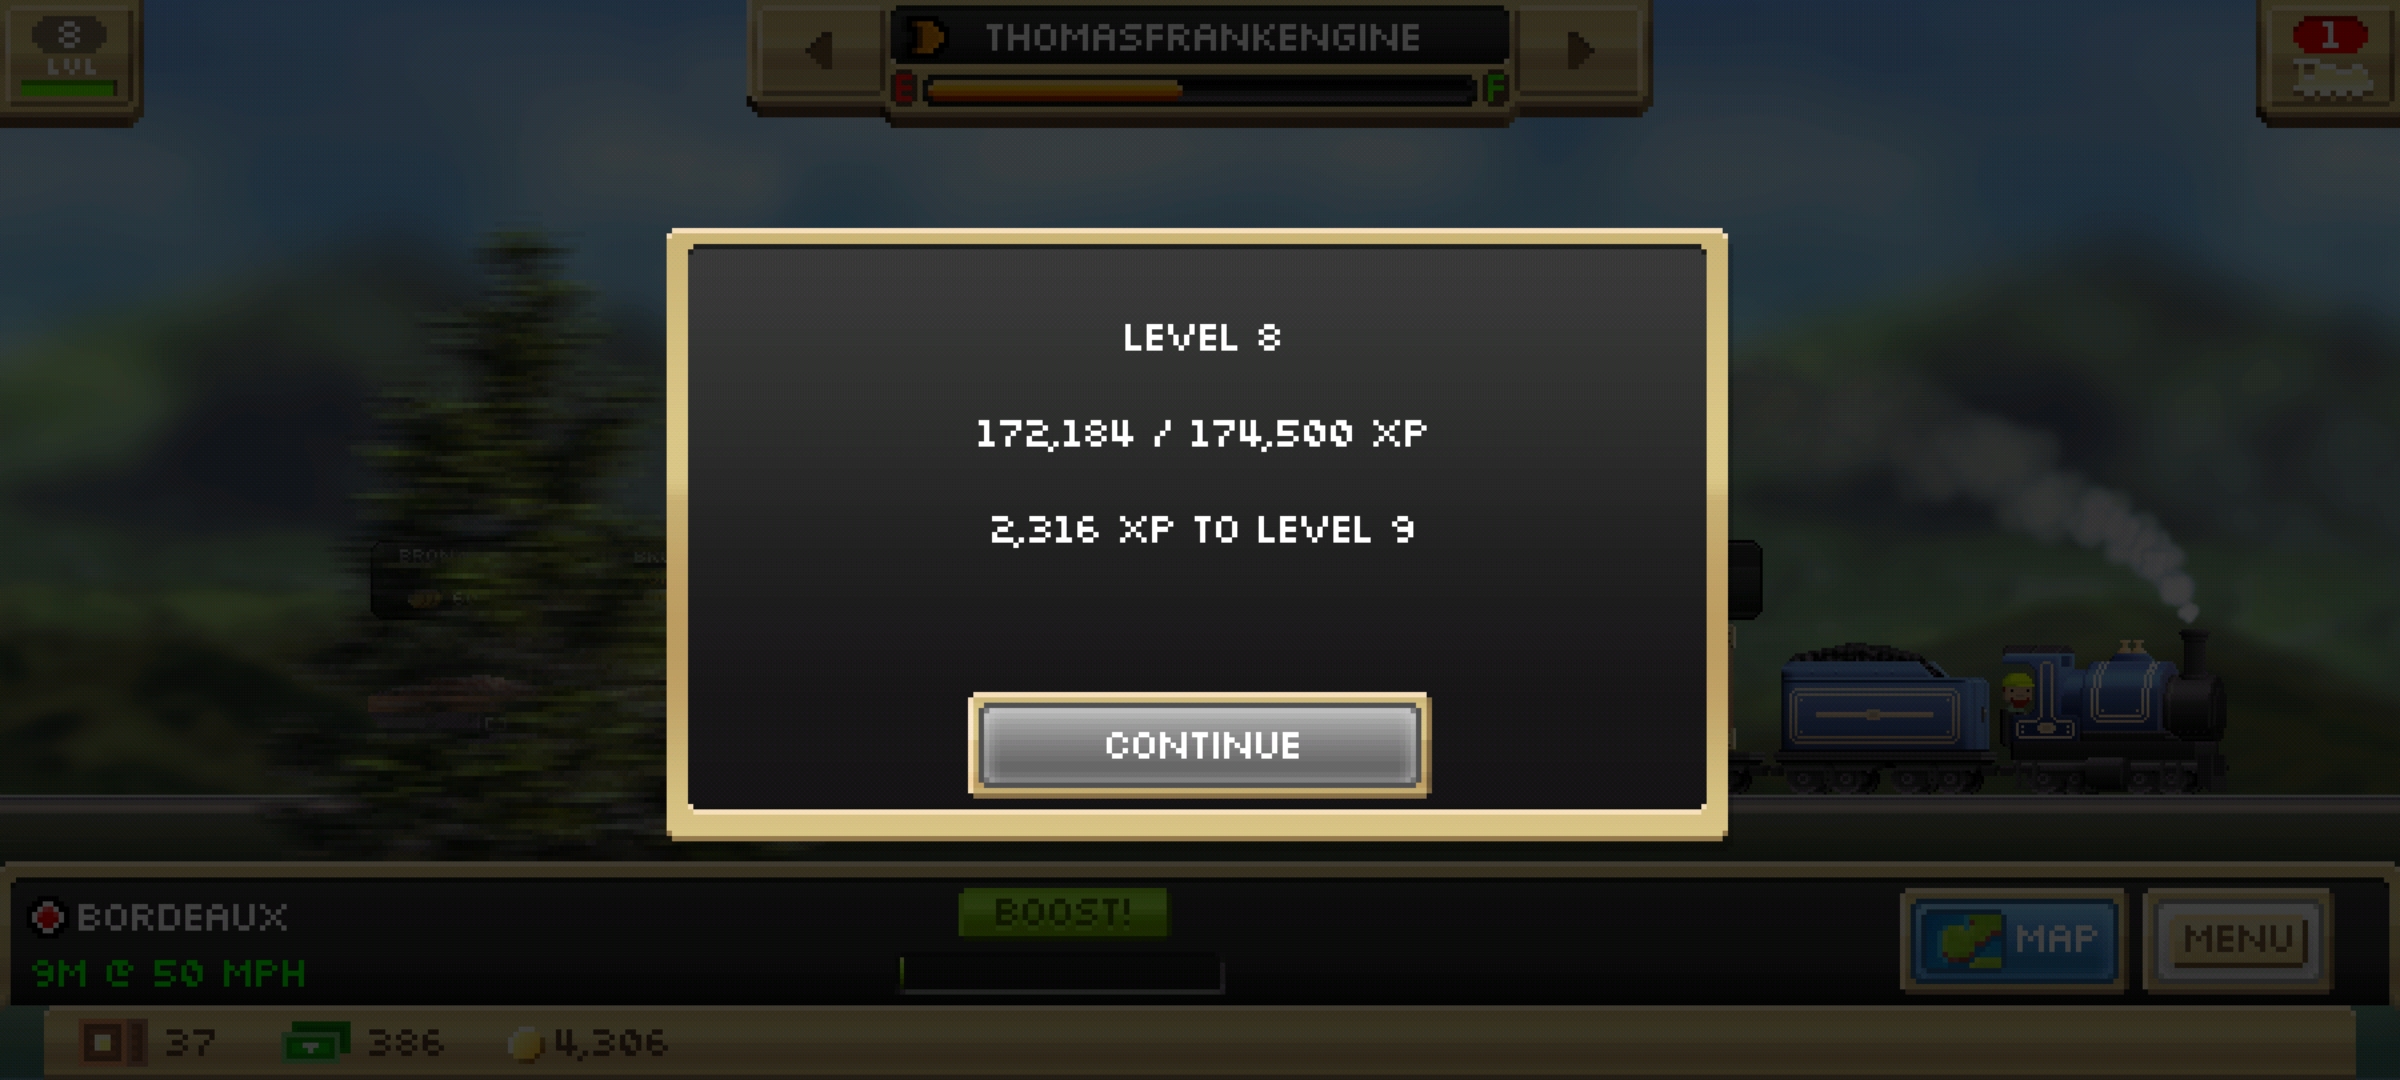 8
LVL
THOMASFRANKENGINE
E
F
1
LEVEL 8
172,184 / 174,500 XP
2,316 XP TO LEVEL 9
CONTINUE
BORDEAUX
9M @ 50 MPH
BOOST!
MAP
MENU
37
386
4,306